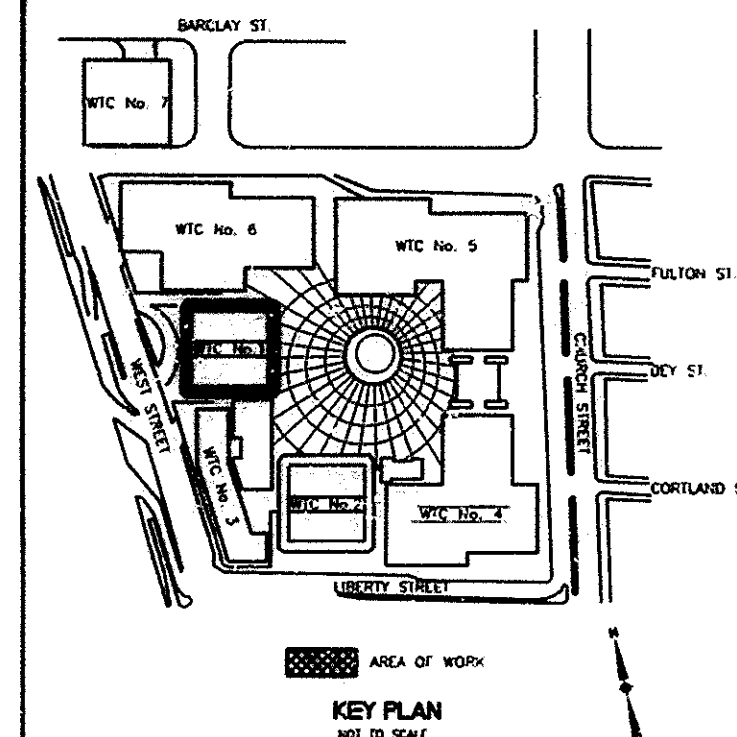 BARCLAY ST.
WTC No. 7
WTC No. 6
WTC No. 5
FULTON ST.
WTC No.1
DEY ST.
CHURCH STREET
WEST STREET
WTC No. 3
WTC No.2
WTC No. 4
CORTLAND S
LIBERTY STREET
AREA OF WORK
N
KEY PLAN
NOT TO SCALE